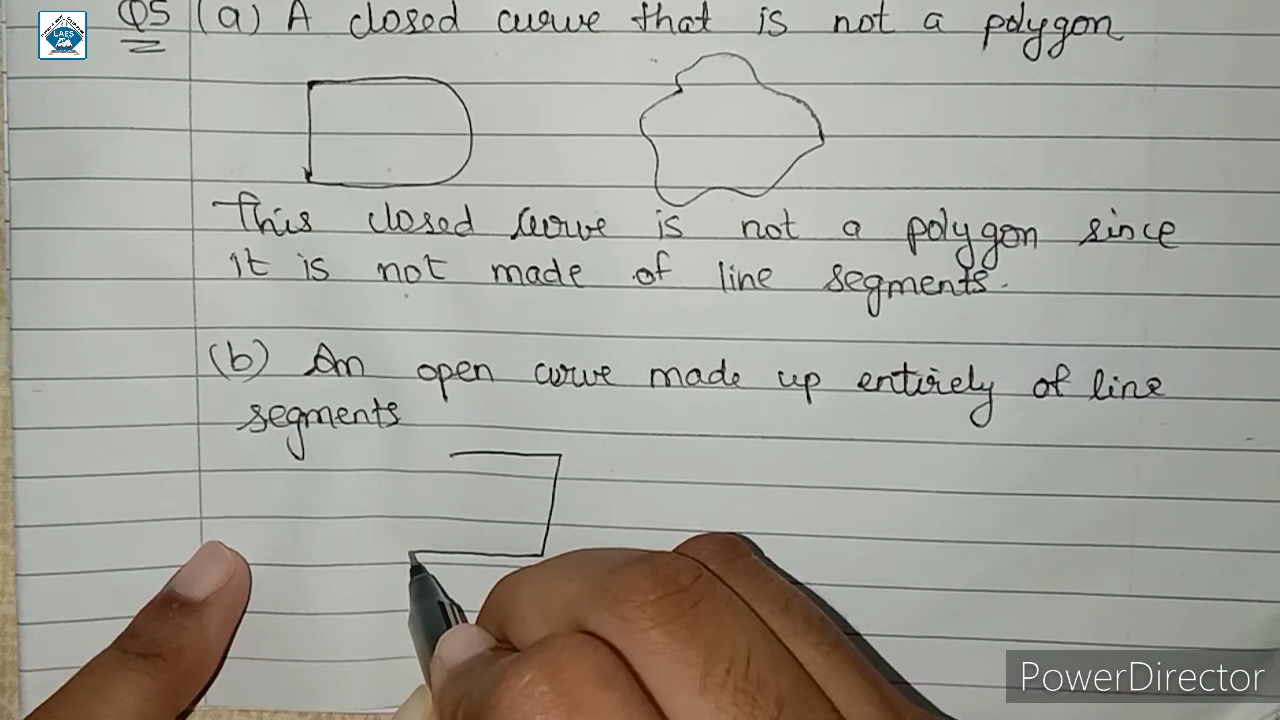 Q5 (a) A closed curve that is not a polygon
This closed curve is not a polygon since
it is not made of line segments.
(b) An open curve made up entirely of line
segments
LAES
PowerDirector